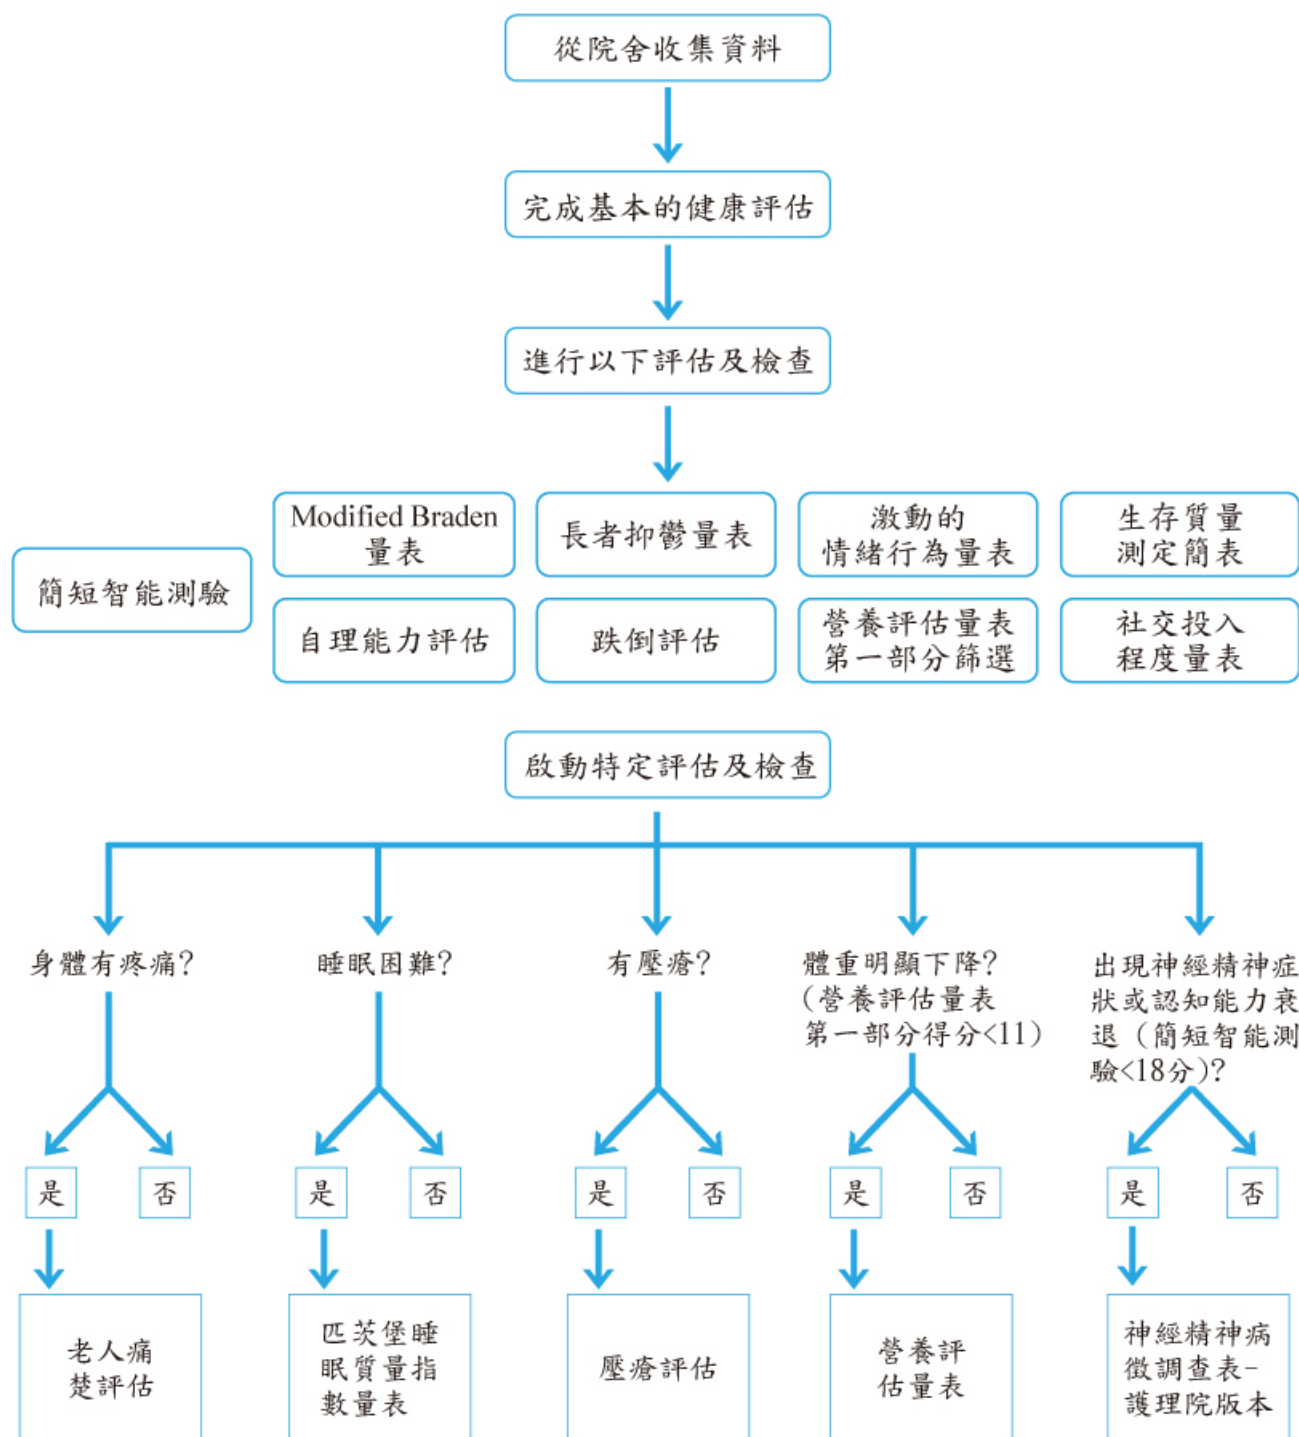 從院舍收集資料
完成基本的健康評估
進行以下評估及檢查
簡短智能測驗
Modified Braden
量表
長者抑鬱量表
激動的
情緒行為量表
生存質量
測定簡表
自理能力評估
跌倒評估
營養評估量表
第一部分篩選
社交投入
程度量表
啟動特定評估及檢查
身體有疼痛?
睡眠困難?
有壓瘡?
體重明顯下降?
(營養評估量表
第一部分得分<11)
出現神經精神症
狀或認知能力衰
退（簡短智能測
驗<18分)?
是
否
是
否
是
否
是
否
是
否
老人痛
楚評估
匹茨堡睡
眠質量指
數量表
壓瘡評估
營養評
估量表
神經精神病
徵調查表-
護理院版本